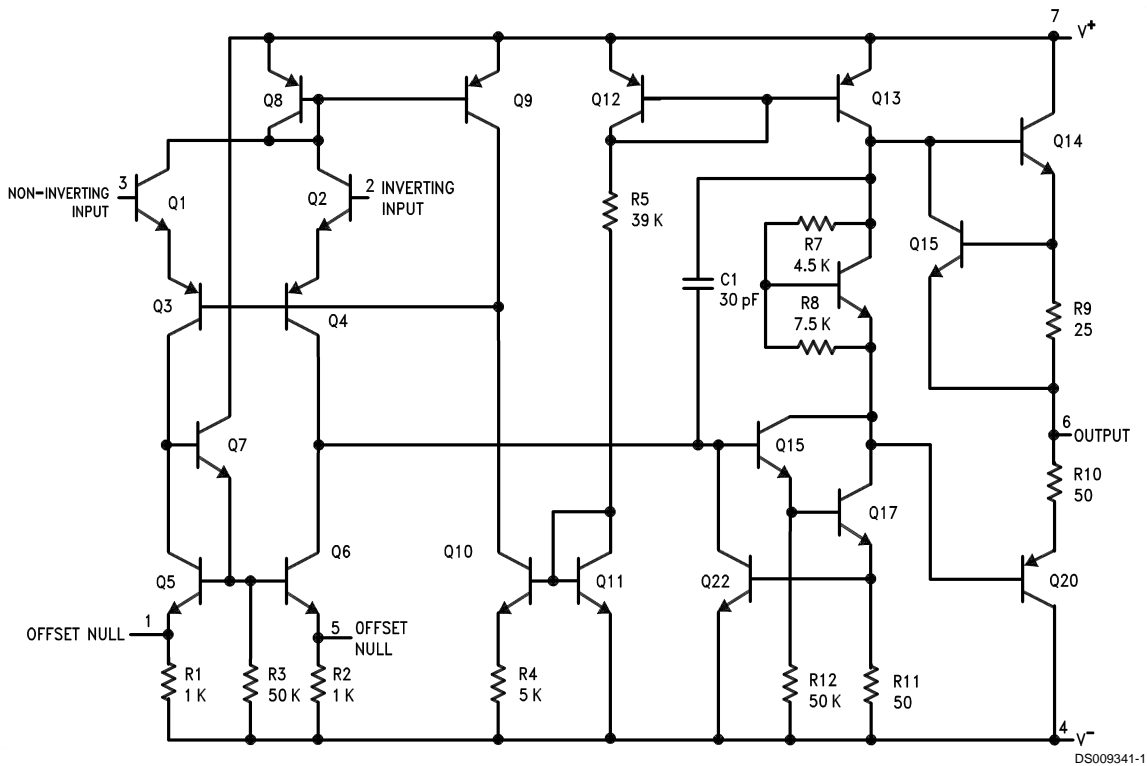 7
V+
Q8
Q9
Q12
Q13
Q14
3
NON-INVERTING
INPUT
Q1
Q2
2 INVERTING
INPUT
R5
39 K
Q15
R7
4.5 K
Q3
Q4
C1
30 pF
R8
7.5 K
R9
25
Q7
Q15
6
OUTPUT
R10
50
Q17
Q5
Q6
Q10
Q11
Q22
Q20
OFFSET NULL
1
5
OFFSET
NULL
R1
1 K
R3
50 K
R2
1 K
R4
5 K
R12
50 K
R11
50
4
V-
DS009341-1